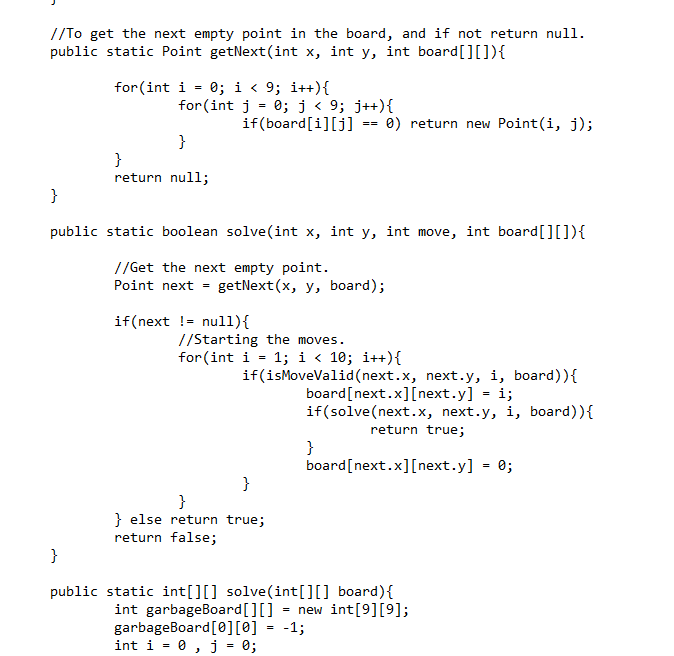 }
//To get the next empty point in the board, and if not return null.
public static Point getNext(int x, int y, int board[][]){
for(int i = 0; i < 9; i++){
for(int j = 0; j < 9; j++){
if(board[i][j] == 0) return new Point(i, j);
}
}
return null;
}
public static boolean solve(int x, int y, int move, int board[][]){
//Get the next empty point.
Point next = getNext(x, y, board);
if(next != null){
//Starting the moves.
for(int i = 1; i < 10; i++){
if(isMoveValid(next.x, next.y, i, board)){
board[next.x][next.y] = i;
if(solve(next.x, next.y, i, board)){
return true;
}
board[next.x][next.y] = 0;
}
}
} else return true;
return false;
}
public static int[][] solve(int[][] board){
int garbageBoard[][] = new int[9][9];
garbageBoard[0][0] = -1;
int i = 0 , j = 0;